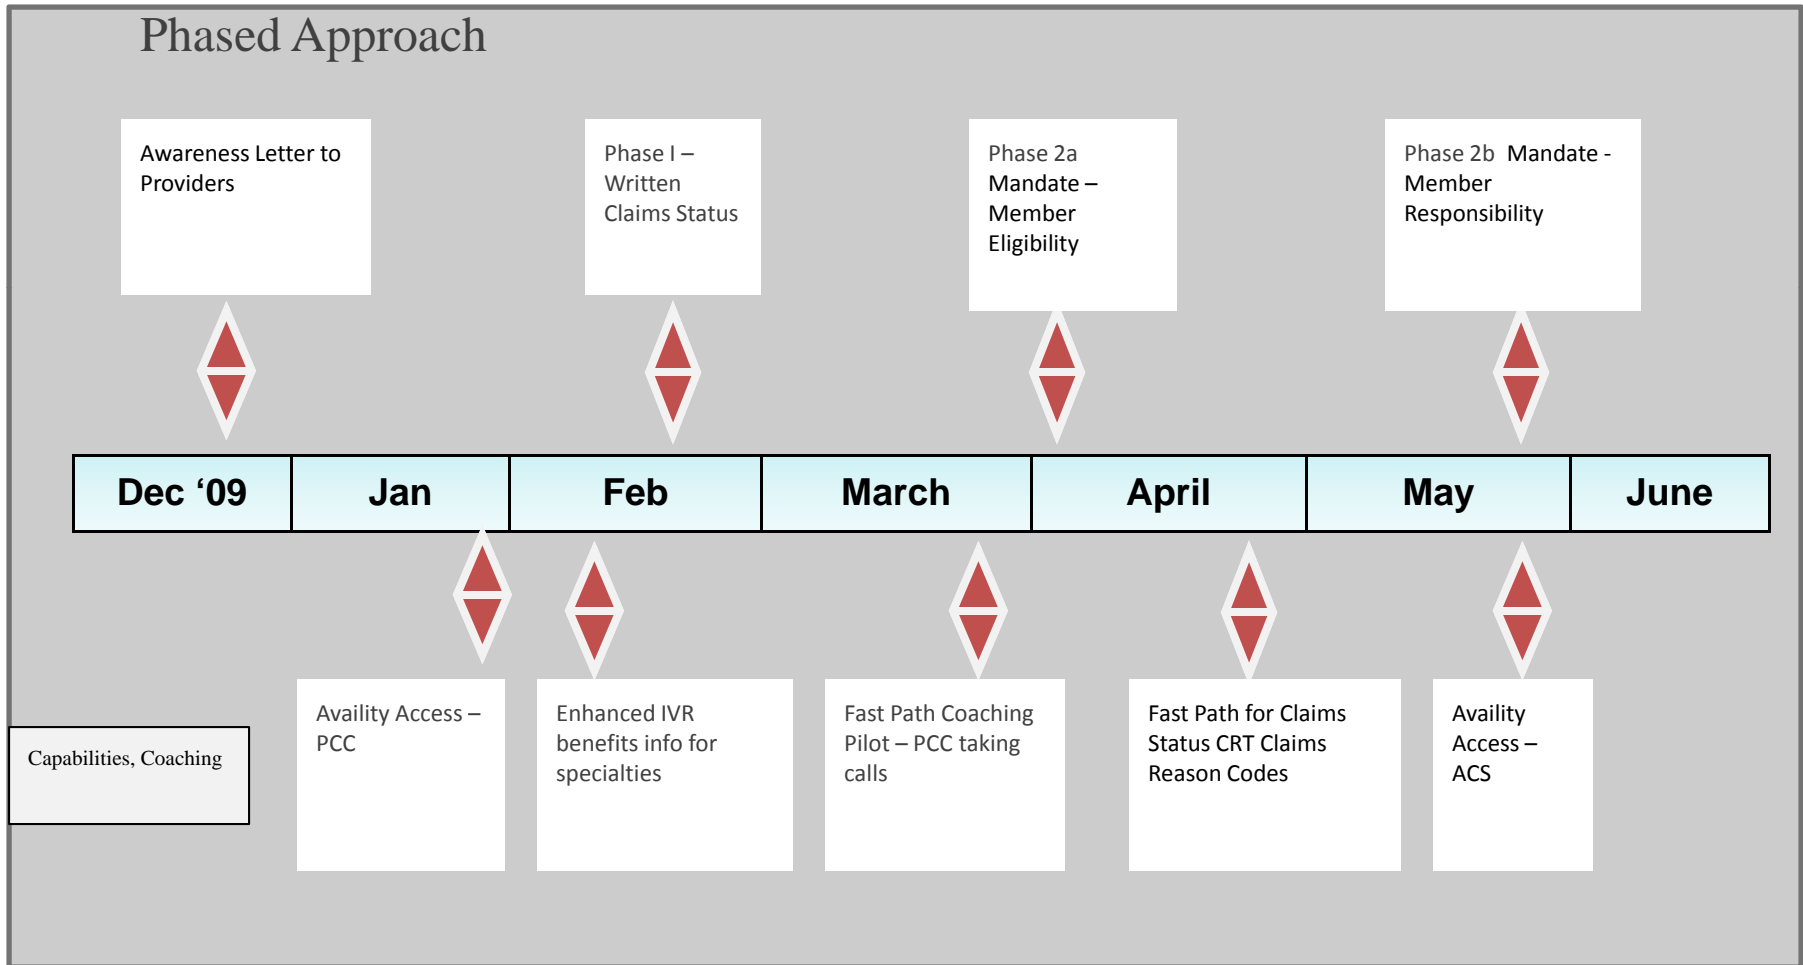 Phased Approach
Awareness Letter to
Providers
Phase I –
Written
Claims Status
Phase 2a
Mandate –
Member
Eligibility
Phase 2b  Mandate -
Member
Responsibility
Dec ‘09
Jan
Feb
March
April
May
June
Capabilities, Coaching
Availity Access –
PCC
Enhanced IVR
benefits info for
specialties
Fast Path Coaching
Pilot – PCC taking
calls
Fast Path for Claims
Status CRT Claims
Reason Codes
Availity
Access –
ACS